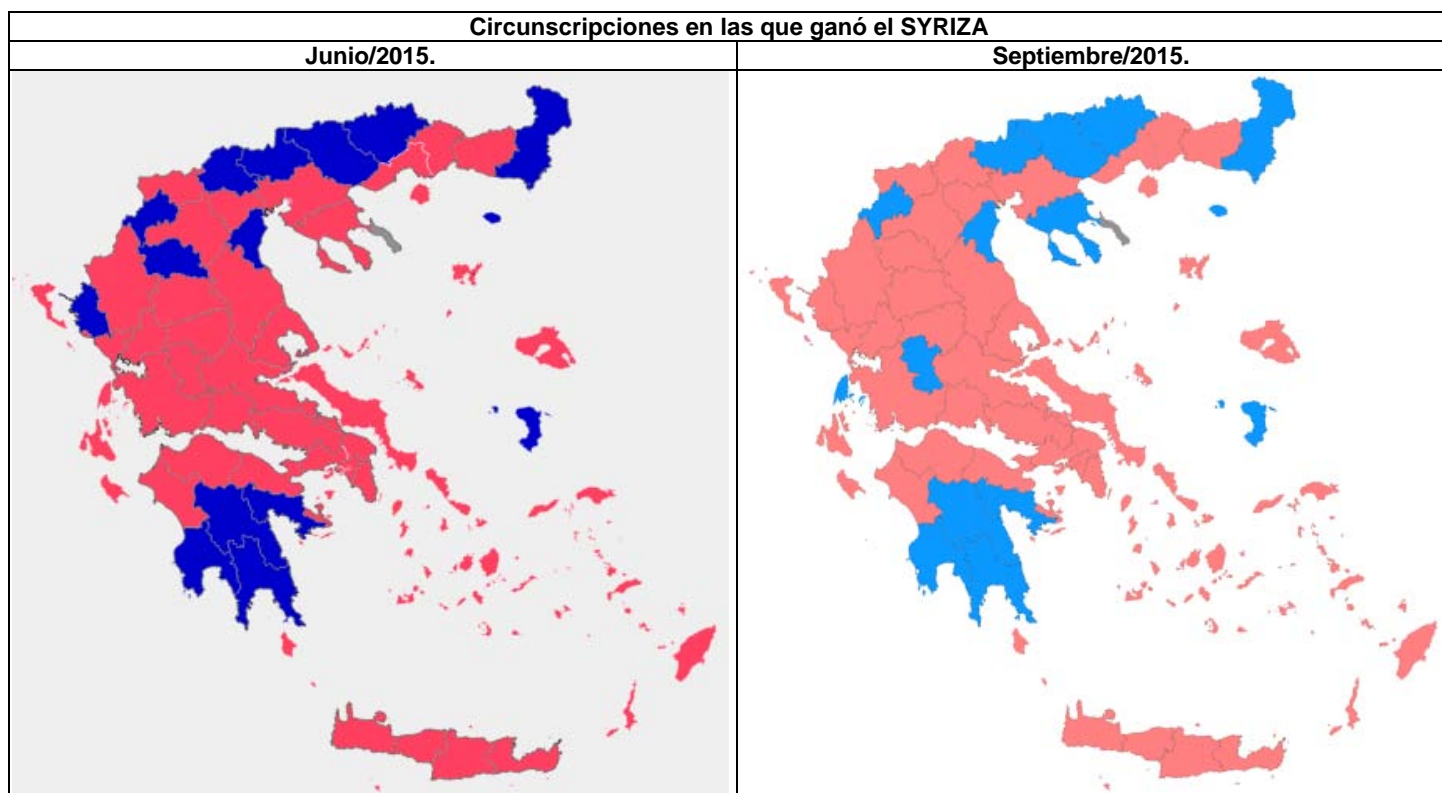 Circunscripciones en las que ganó el SYRIZA
Junio/2015.
Septiembre/2015.